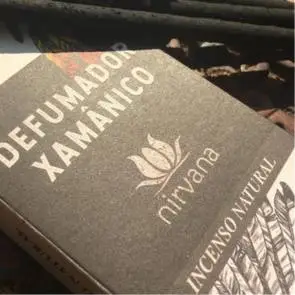 DEFUMADOR
XAMÂNICO
nirvana
INCENSO NATURAL